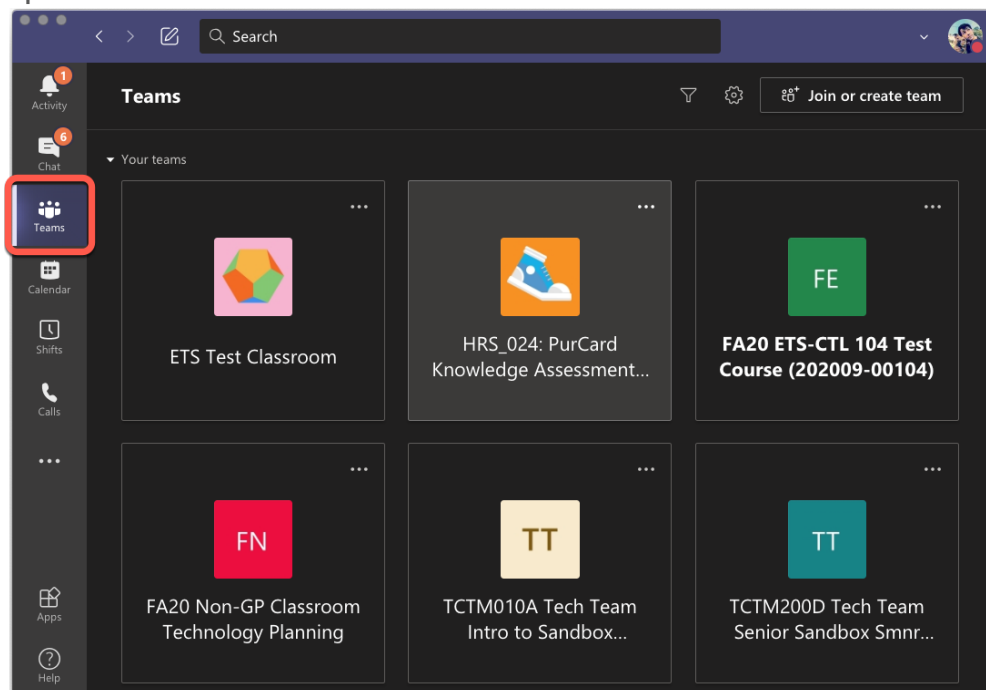 Search
1
Activity
Teams
Join or create team
6
Chat
Your teams
Teams
Calendar
Shifts
Calls
Apps
Help
ETS Test Classroom
HRS_024: PurCard
Knowledge Assessment...
FE
FA20 ETS-CTL 104 Test
Course (202009-00104)
FN
FA20 Non-GP Classroom
Technology Planning
TT
TCTM010A Tech Team
Intro to Sandbox...
TT
TCTM200D Tech Team
Senior Sandbox Smnr...